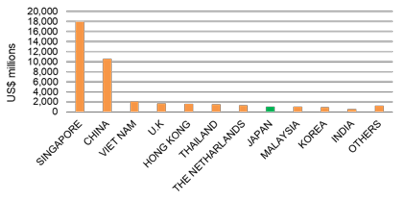 20,000
18,000
16,000
14,000
12,000
10,000
8,000
6,000
4,000
2,000
0
US$ millions
SINGAPORE
CHINA
VIET NAM
U.K
HONG KONG
THAILAND
THE NETHERLANDS
JAPAN
MALAYSIA
KOREA
INDIA
OTHERS